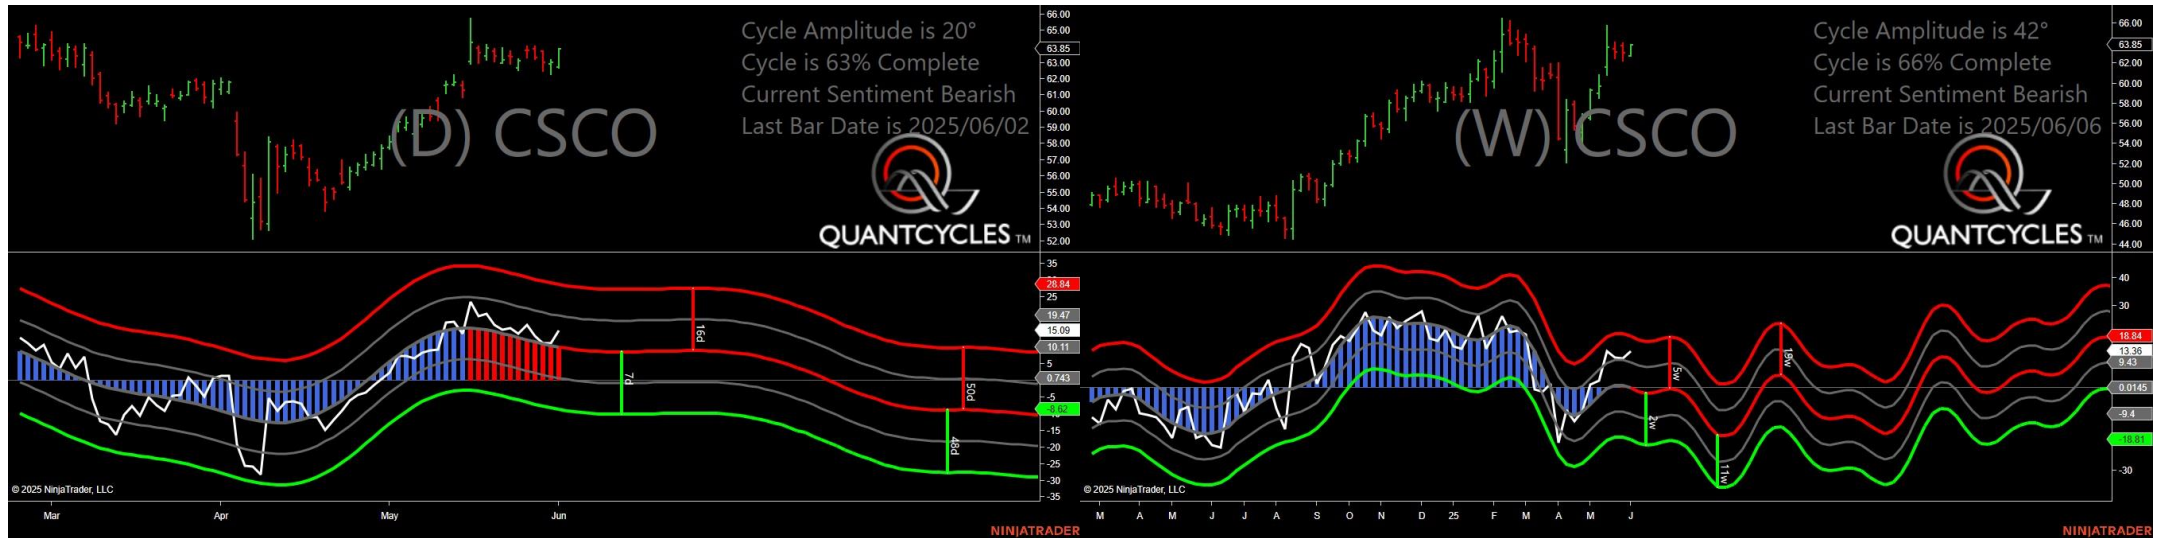 Cycle Amplitude is 20°
Cycle is 63% Complete
Current Sentiment Bearish
Last Bar Date is 2025/06/02
(D) CSCO
QUANTCYCLES TM
66.00
65.00
63.85
63.00
62.00
61.00
60.00
59.00
58.00
57.00
56.00
55.00
54.00
53.00
52.00
35
28.84
25
19.47
15.09
10.11
5
0.743
-5
-8.62
-15
-20
-25
-30
-35
16d
7d
50d
48d
© 2025 NinjaTrader, LLC
Mar
Apr
May
Jun
NINJATRADER
Cycle Amplitude is 42°
Cycle is 66% Complete
Current Sentiment Bearish
Last Bar Date is 2025/06/06
(W) CSCO
QUANTCYCLES TM
66.00
63.85
62.00
60.00
58.00
56.00
54.00
52.00
50.00
48.00
46.00
44.00
40
30
18.84
13.36
9.43
0.0145
-9.4
-18.81
-30
5w
2w
11w
© 2025 NinjaTrader, LLC
M
A
M
J
J
A
S
O
N
D
25
F
M
A
M
J
NINJATRADER